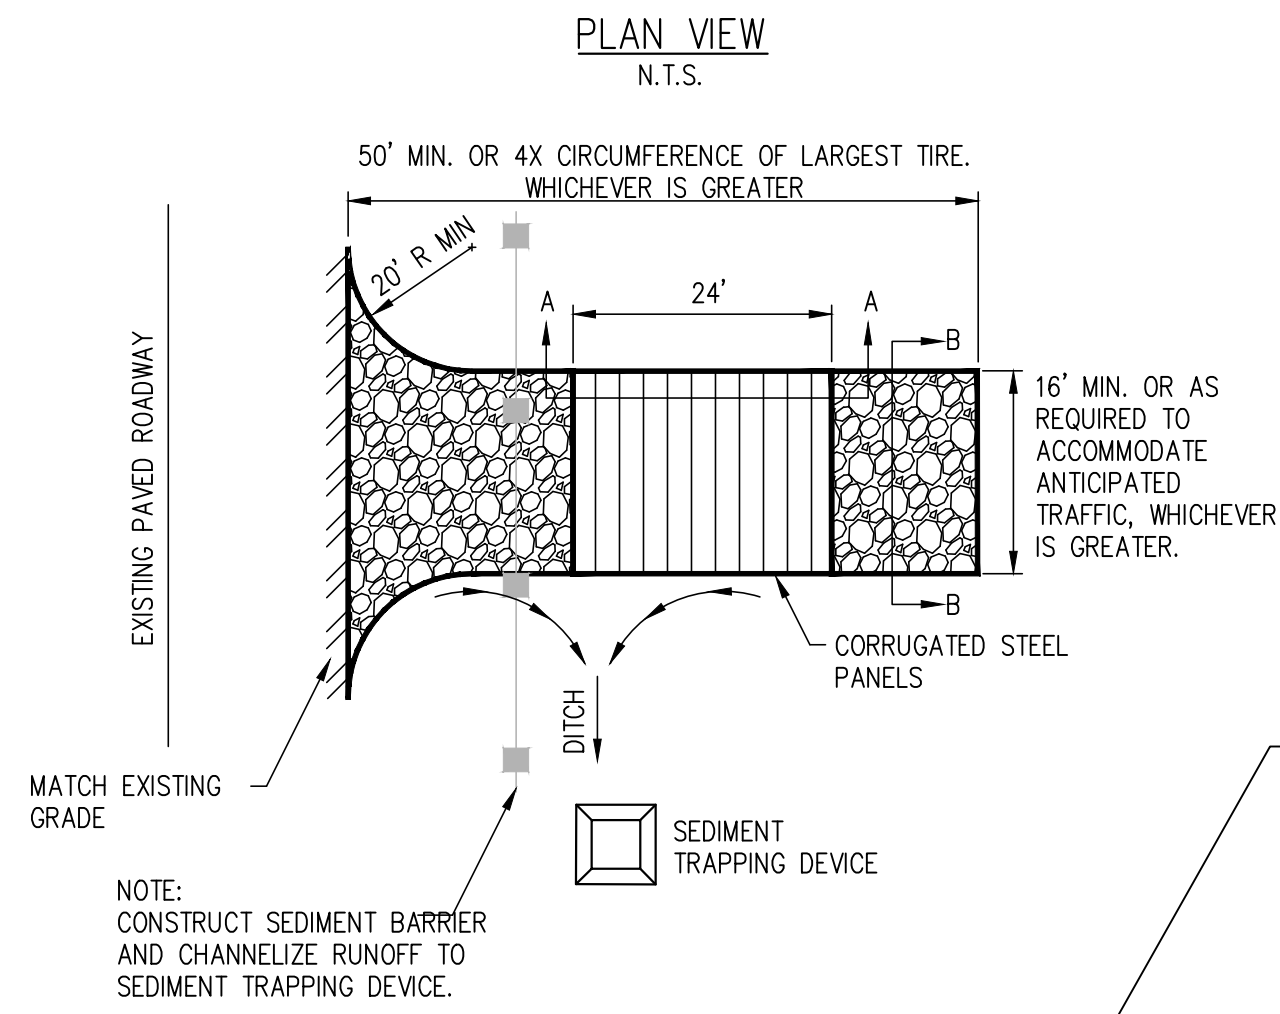 PLAN VIEW
N.T.S.
50' MIN. OR 4X CIRCUMFERENCE OF LARGEST TIRE.
WHICHEVER IS GREATER
20' R MIN
A
24'
A
B
EXISTING PAVED ROADWAY
16' MIN. OR AS
REQUIRED TO
ACCOMMODATE
ANTICIPATED
TRAFFIC, WHICHEVER
IS GREATER.
B
CORRUGATED STEEL
PANELS
DITCH
MATCH EXISTING
GRADE
SEDIMENT
TRAPPING DEVICE
NOTE:
CONSTRUCT SEDIMENT BARRIER
AND CHANNELIZE RUNOFF TO
SEDIMENT TRAPPING DEVICE.